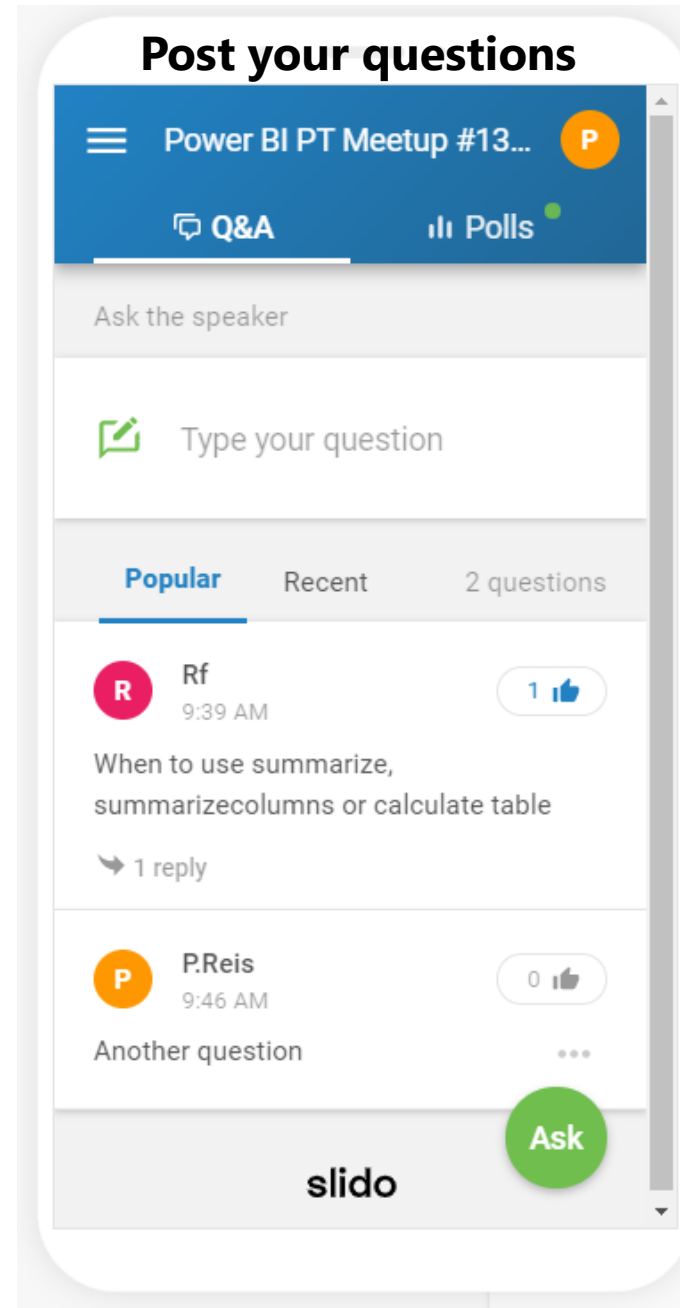 Post your questions
Power BI PT Meetup #13...
P
Q&A
Polls
Ask the speaker
Type your question
Popular
Recent
2 questions
R
Rf
9:39 AM
1
When to use summarize,
summarizecolumns or calculate table
1 reply
P
P.Reis
9:46 AM
0
Another question
Ask
slido